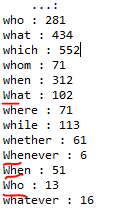 ...:
who : 281
what : 434
which : 552
whom : 71
when : 312
What : 102
where : 71
while : 113
whether : 61
Whenever : 6
When : 51
Who : 13
whatever : 16